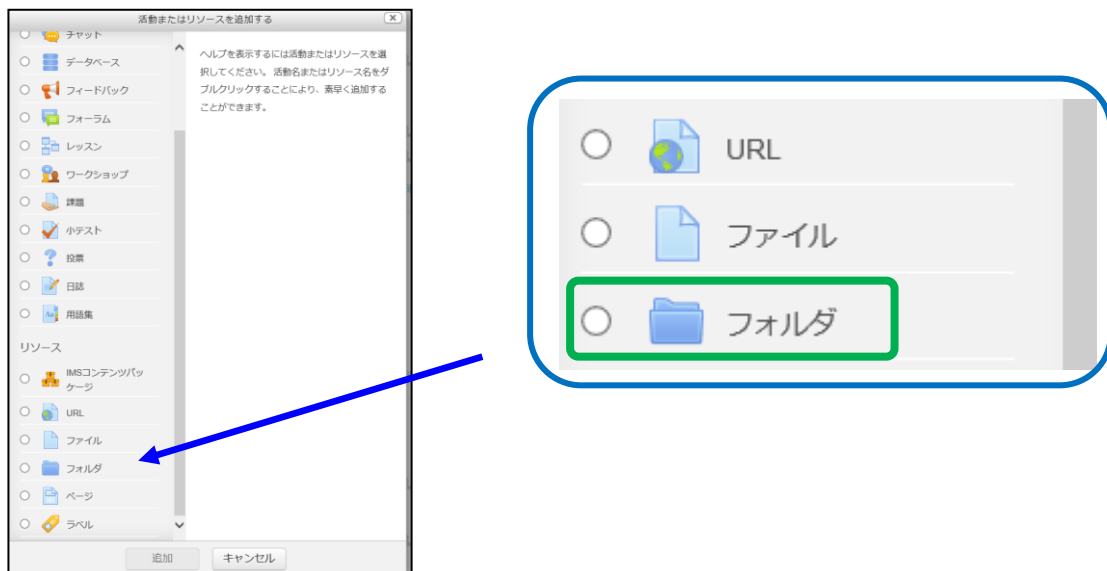 活動またはリソースを追加する
チャット
データベース
フィードバック
フォーラム
レッスン
ワークショップ
課題
小テスト
投票
日誌
用語集
リソース
IMSコンテンツパッ
ケージ
URL
ファイル
フォルダ
ページ
ラベル
ヘルプを表示するには活動またはリソースを選
択してください。 活動名またはリソース名をダ
ブルクリックすることにより、素早く追加する
ことができます。
追加
キャンセル
URL
ファイル
フォルダ